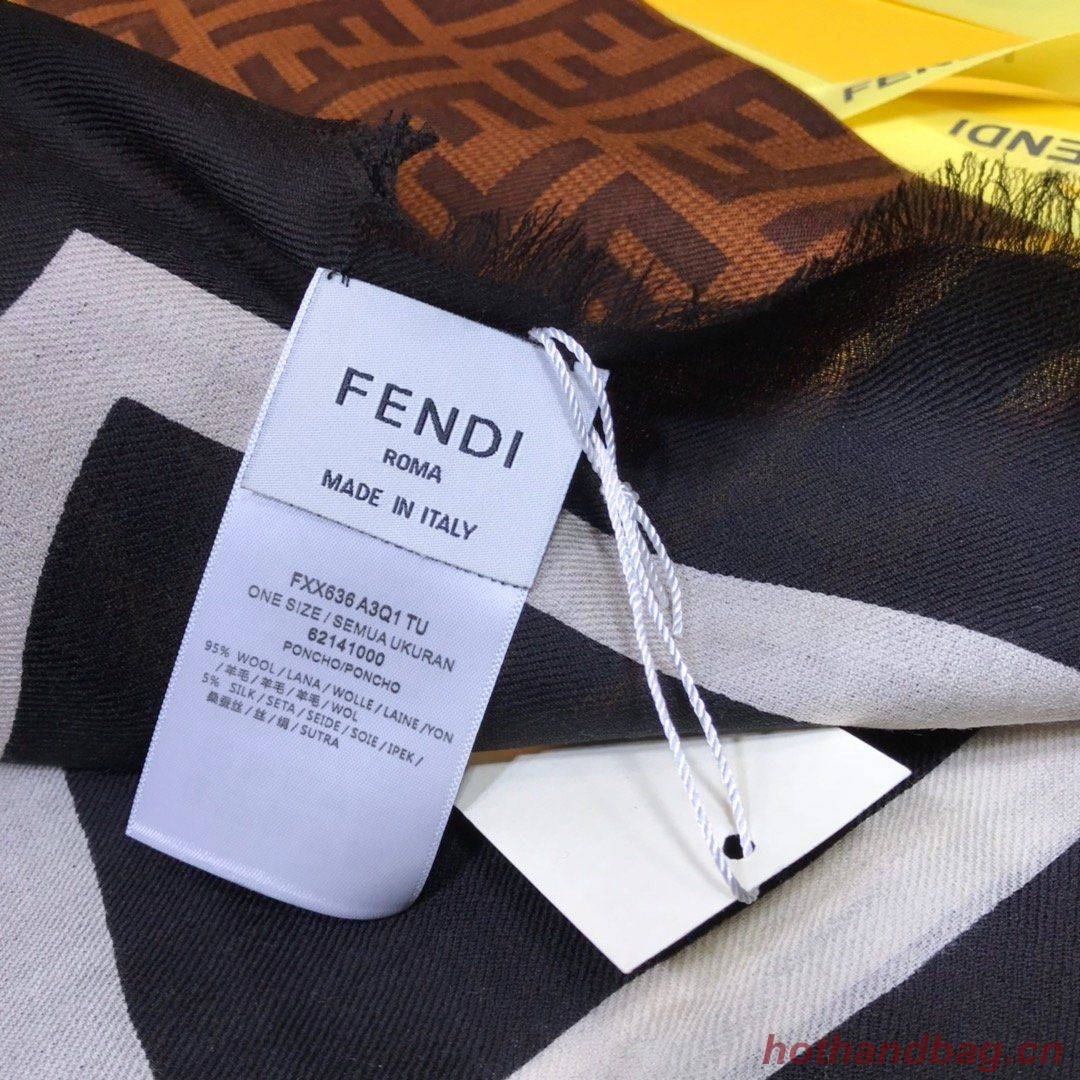 FENDI
FENDI
FENDI
ROMA
MADE IN ITALY
FXX636 A3Q1 TU
ONE SIZE / SEMUA UKURAN
62141000
PONCHO/PONCHO
95% WOOL / LANA / WOLLE / LAINE /YON
/ 羊毛 / 羊毛 / 羊毛 / WOL
5% SILK / SETA / SEIDE / SOIE / IPEK /
桑蚕丝 / 丝 / 绢 / SUTRA
hothandbag.cn